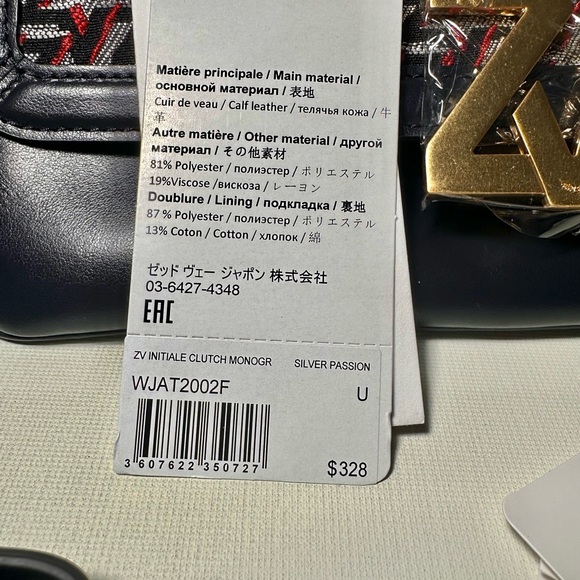 Matière principale / Main material /
основной материал / 表地
Cuir de veau / Calf leather / телячья кожа / 牛
革
Autre matière / Other material / другой
материал / その他素材
81% Polyester / полиэстер / ポリエステル
19%Viscose /вискоза / レーヨン
Doublure / Lining / подкладка / 裏地
87 % Polyester / полиэстер / ポリエステル
13% Coton / Cotton / хлопок / 綿
ゼッド ヴェー ジャポン 株式会社
03-6427-4348
EAC
ZV INITIALE CLUTCH MONOGR SILVER PASSION
WJAT2002F U
3 607622 350727
$328
ZV